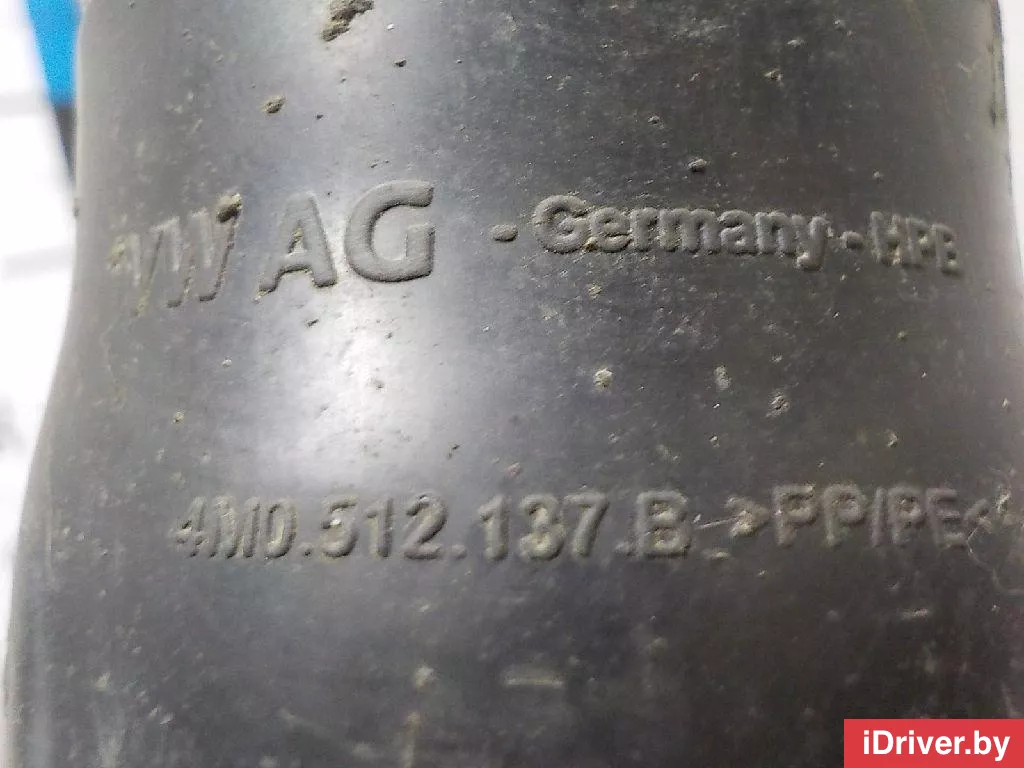 VW AG - Germany - HPB
4M0.512.137.B >PP/PE<
iDriver.by